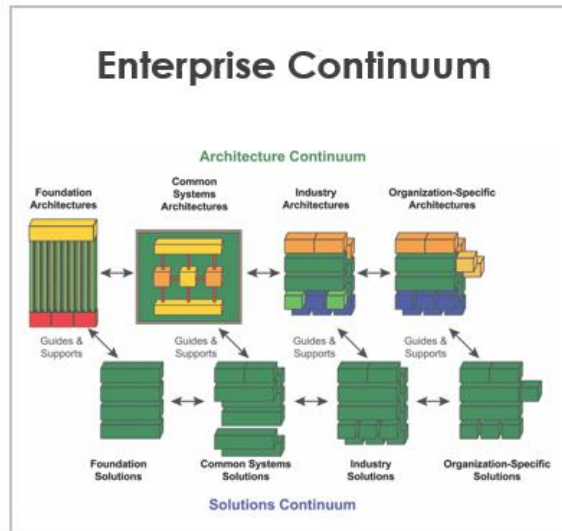 Enterprise Continuum
Architecture Continuum
Foundation
Architectures
Common
Systems
Architectures
Industry
Architectures
Organization-Specific
Architectures
Guides &
Supports
Guides &
Supports
Guides &
Supports
Guides &
Supports
Foundation
Solutions
Common Systems
Solutions
Industry
Solutions
Organization-Specific
Solutions
Solutions Continuum